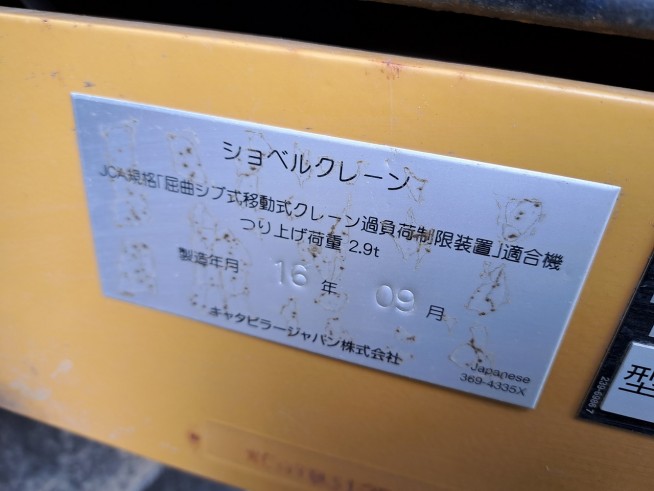 ショベルクレーン
JCA規格「屈曲ジブ式移動式クレーン過負荷制限装置」適合機
つり上げ荷重 2.9t
製造年月 16 年 09 月
キャタピラージャパン株式会社
Japanese
369-4335X
型